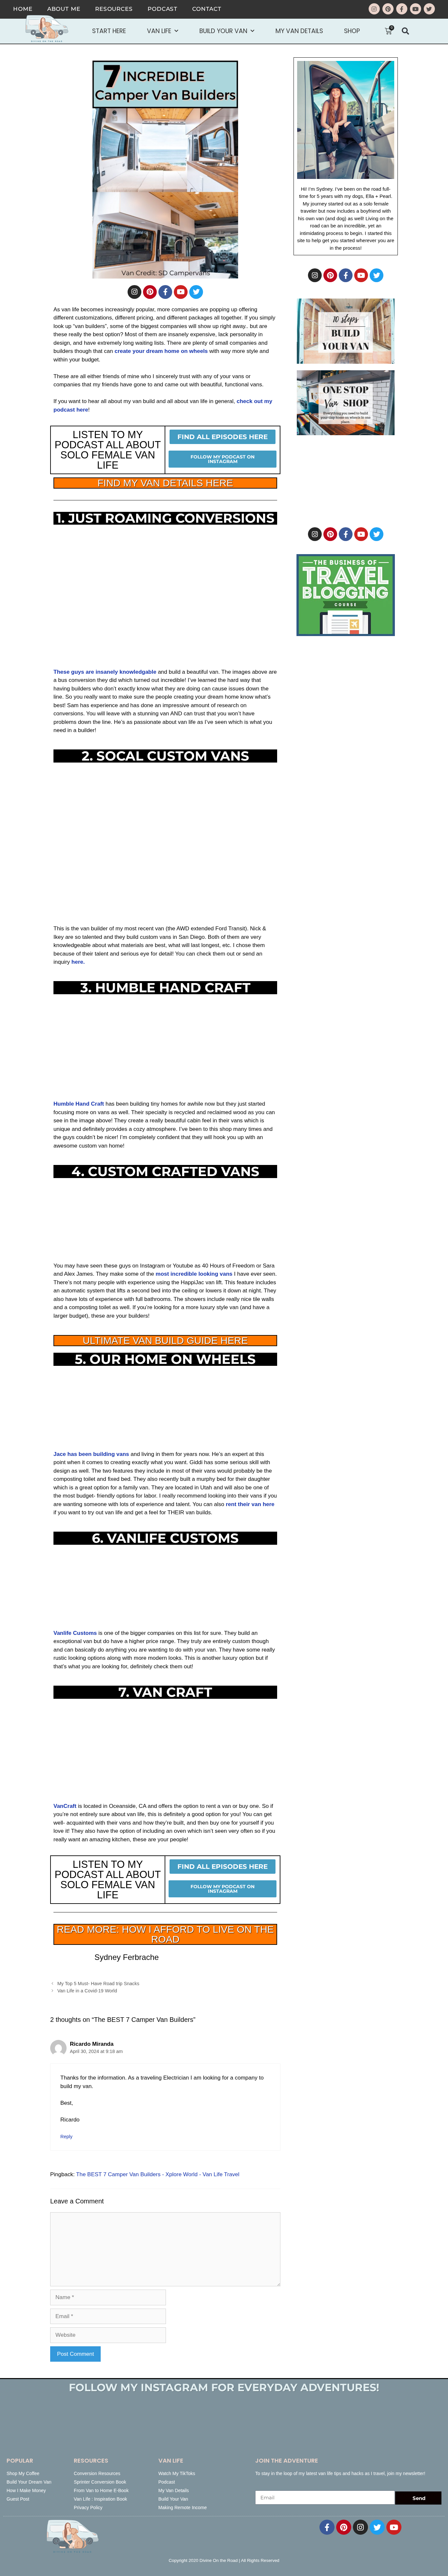 HOME ABOUT ME RESOURCES PODCAST CONTACT
START HERE VAN LIFE BUILD YOUR VAN MY VAN DETAILS SHOP 0
7 INCREDIBLE
Camper Van Builders
Van Credit: SD Campervans
As van life becomes increasingly popular, more companies are popping up offering
different customizations, different pricing, and different packages all together. If you simply
look up "van builders", some of the biggest most well known ones will show up right away.. but are
they really the best option? Most of them are insanely expensive, lack personality in their
design, and have extremely long waiting lists. There are plenty of smaller local van
builders though that can create your dream home on wheels with way more style and
within your budget.
These are all either friends of mine who I sincerely trust with any of your vans or
companies that my friends have gone to and came out with beautiful, functional vans.
If you want to hear all about my van build and all about van life in general, check out my
podcast here!
LISTEN TO MY
PODCAST ALL ABOUT
SOLO FEMALE VAN
LIFE
FIND ALL EPISODES HERE
FOLLOW MY PODCAST ON
INSTAGRAM
FIND MY VAN DETAILS HERE
1. JUST ROAMING CONVERSIONS
These guys are insanely knowledgable and build a beautiful van. The images above are
a bus conversion they did which turned out incredible! I've learned the hard way that
having builders who don't exactly know what they are doing can cause issues down the
line. So you really want to make sure the people creating your dream home know what's
best! Sam has experience and has done an impressive amount of research on
conversions. You will leave with a stunning van AND can trust that you won't have
problems down the line. He's as passionate about van life as I've seen which is what you
need in a builder!
2. SOCAL CUSTOM VANS
This is the van builder of my most recent van (the AWD extended Ford Transit). Nick &
Ikey are so talented and they build custom vans in San Diego. Both of them are very
knowledgeable about what materials are best, what will last longest, etc. I chose them
because of their talent and serious eye for detail! You can check them out or send an
inquiry here.
3. HUMBLE HAND CRAFT
Humble Hand Craft has been building tiny homes for awhile now but they just started
focusing more on vans as well. Their specialty is recycled and reclaimed wood as you can
see in the image above! They create a really beautiful cabin feel in their vans which is
completely unique and provides a cozy atmosphere. I've been to this shop many times and
the guys couldn't be nicer! I'm completely confident that they will hook you up with an
awesome custom van home!
4. CUSTOM CRAFTED VANS
You may have seen these guys on Instagram or Youtube as 40 Hours of Freedom or Sara
and Alex James. They make some of the most incredible looking vans I have ever seen.
There's not many people with experience using the HappiJac van lift. This feature includes
an automatic system that lifts a second bed into the ceiling or lowers it down at night. They
also have lots of experience with full bathrooms. The showers include really nice tile walls
and a composting toilet as well. If you're looking for a more luxury style van (and have a
larger budget), these are your builders!
ULTIMATE VAN BUILD GUIDE HERE
5. OUR HOME ON WHEELS
Jace has been building vans and living in them for years now. He's an expert at this
point when it comes to creating exactly what you want. Giddi has some serious skill with
design as well. The two features they include in most of their vans would probably be the
composting toilet and fixed bed. They also recently built a murphy bed for their daughter
which is a great option for a family van. They are located in Utah and will also be one of
the most budget- friendly options for labor. I really recommend looking into their vans if you
are wanting someone with lots of experience and talent. You can also rent their van here
if you want to try out van life and get a feel for THEIR van builds.
6. VANLIFE CUSTOMS
Vanlife Customs is one of the bigger companies on this list for sure. They build an
exceptional van but do have a higher price range. They truly are entirely custom though
and can basically do anything you are wanting to do with your van. They have some really
rustic looking ones and some modern looks. This is another luxury option but if
that's what you are looking for, definitely check them out!
7. VAN CRAFT
VanCraft is located in Oceanside, CA and offers the option to rent a van or buy one. So if
you're not entirely sure about van life, this is definitely a good option for you! You can get
well- acquainted with their vans and how they're built, and then buy one for yourself if you
love it! They also have the option of including an oven which isn't seen very often so if you
really want an amazing kitchen, these are your people!
LISTEN TO MY
PODCAST ALL ABOUT
SOLO FEMALE VAN
LIFE
FIND ALL EPISODES HERE
FOLLOW MY PODCAST ON
INSTAGRAM
READ MORE: HOW I AFFORD TO LIVE ON THE
ROAD
Sydney Ferbrache
My Top 5 Must- Have Road trip Snacks
Van Life in a Covid-19 World
2 thoughts on "The BEST 7 Camper Van Builders"
Ricardo Miranda
April 30, 2024 at 9:18 am
Thanks for the information. As a traveling Electrician I am looking for a company to
build my van.
Best,
Ricardo
Reply
Pingback: The BEST 7 Camper Van Builders - Xplore World - Van Life Travel
Leave a Comment
Name *
Email *
Website
Post Comment
Hi! I'm Sydney. I've been on the road full-
time for 5 years with my dogs, Ella + Pearl.
My journey started out as a solo female
traveler but now includes a boyfriend with
his own van (and dog) as well! Living on the
road can be an incredible, yet an
intimidating process to begin. I started this
site to help get you started wherever you are
in the process!
10 steps
BUILD
YOUR VAN
ONE STOP
Van SHOP
Everything you need to build
your tiny home on wheels in one
place.
THE BUSINESS OF
TRAVEL
BLOGGING
COURSE
FOLLOW MY INSTAGRAM FOR EVERYDAY ADVENTURES!
POPULAR
Shop My Coffee
Build Your Dream Van
How I Make Money
Guest Post
RESOURCES
Conversion Resources
Sprinter Conversion Book
From Van to Home E-Book
Van Life : Inspiration Book
Privacy Policy
VAN LIFE
Watch My TikToks
Podcast
My Van Details
Build Your Van
Making Remote Income
JOIN THE ADVENTURE
To stay in the loop of my latest van life tips and hacks as I travel, join my newsletter!
Email
Send
Copyright 2020 Divine On the Road | All Rights Reserved